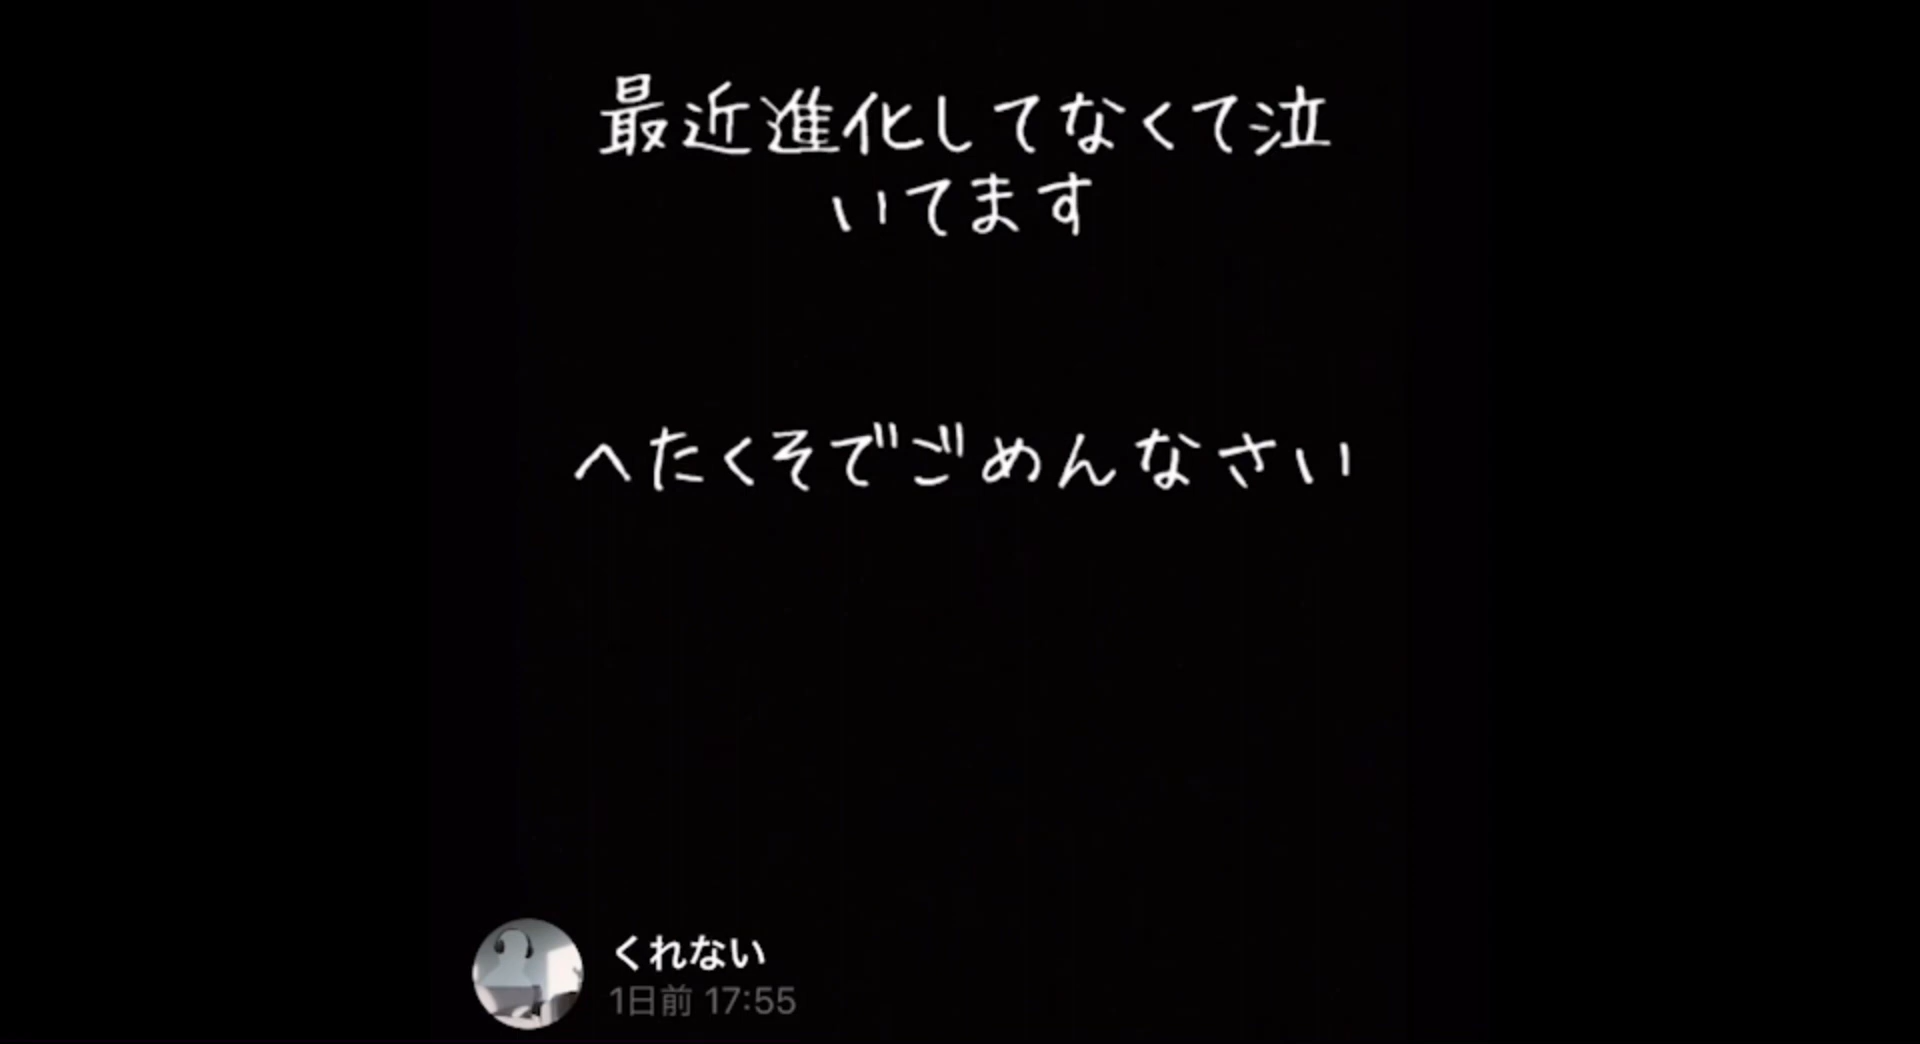 最近進化してなくて泣
いてます
へたくそでごめんなさい
くれない
1日前 17:55